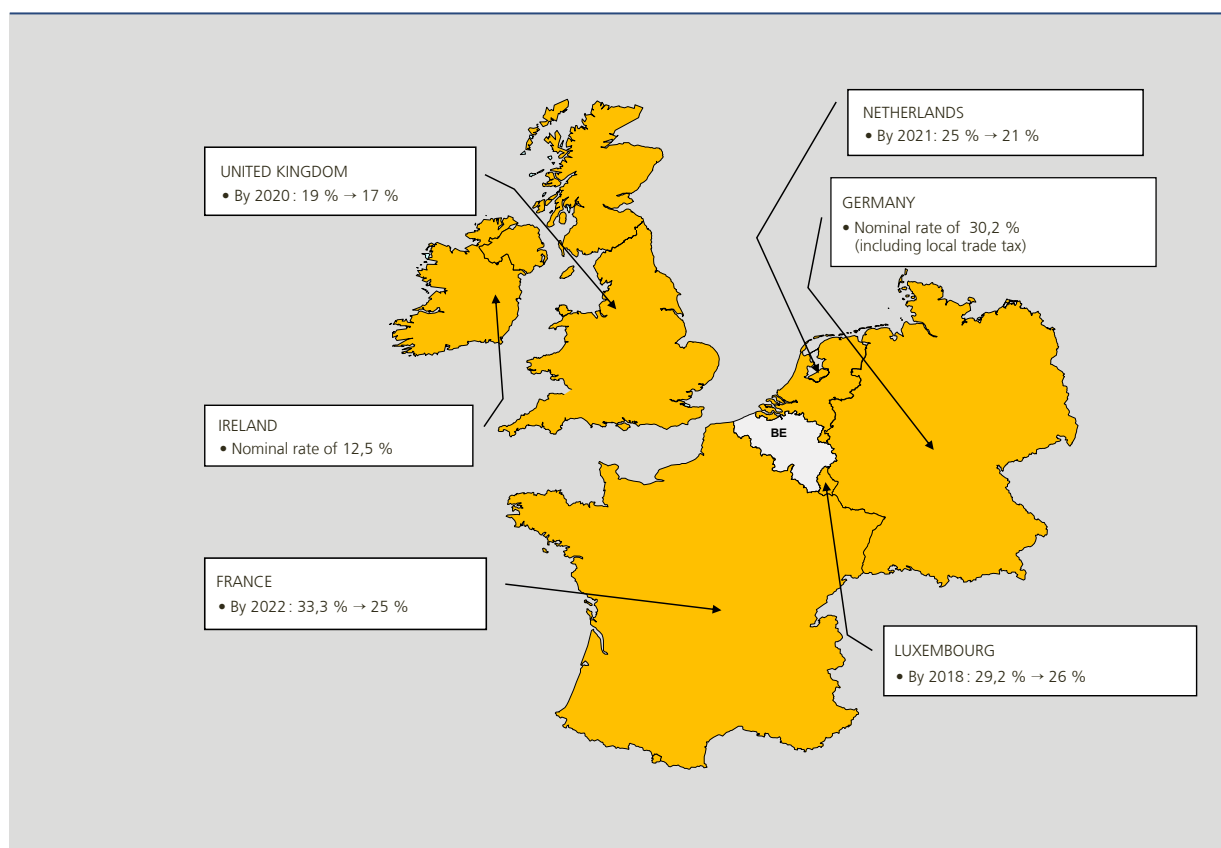 NETHERLANDS
• By 2021: 25 % → 21 %
UNITED KINGDOM
• By 2020 : 19 % → 17 %
GERMANY
• Nominal rate of 30,2 %
(including local trade tax)
IRELAND
• Nominal rate of 12,5 %
BE
FRANCE
• By 2022 : 33,3 % → 25 %
LUXEMBOURG
• By 2018 : 29,2 % → 26 %